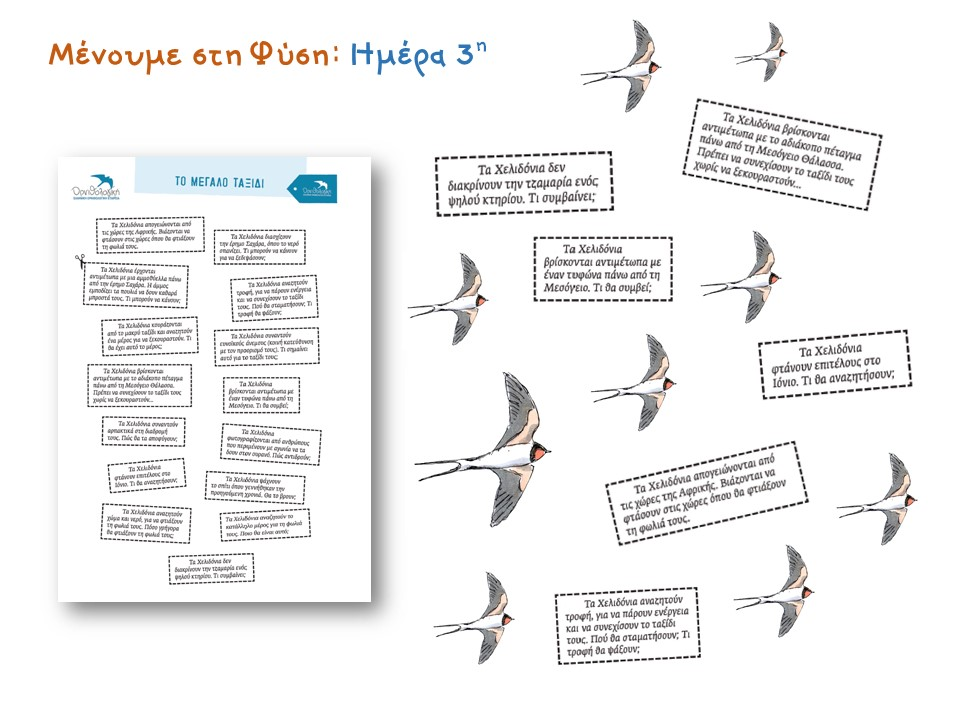 Μένουμε στη Φύση: Ημέρα 3η
Ορνιθολογική
ΤΟ ΜΕΓΑΛΟ ΤΑΞΙΔΙ
Ορνιθολογική
Τα Χελιδόνια απογειώνονται από
τις χώρες της Αφρικής. Βιάζονται να
φτάσουν στις χώρες όπου θα φτιάξουν
τη φωλιά τους.
Τα Χελιδόνια διασχίζουν
την έρημο Σαχάρα, όπου το νερό
σπανίζει. Τι μπορούν να κάνουν
για να ξεδιψάσουν;
Τα Χελιδόνια έρχονται
αντιμέτωπα με μια αμμοθύελλα πάνω
από την έρημο Σαχάρα. Η άμμος
εμποδίζει τα πουλιά να δουν καθαρά
μπροστά τους. Τι μπορούν να κάνουν;
Τα Χελιδόνια αναζητούν
τροφή, για να πάρουν ενέργεια
και να συνεχίσουν το ταξίδι
τους. Πού θα σταματήσουν; Τι
τροφή θα ψάξουν;
Τα Χελιδόνια κουράζονται
από το μακρύ ταξίδι και αναζητούν
ένα μέρος για να ξεκουραστούν. Τι
θα έχει αυτό το μέρος;
Τα Χελιδόνια συναντούν
ευνοϊκούς άνεμους (κοινή κατεύθυνση
με τον προορισμό τους). Τι σημαίνει
αυτό για το ταξίδι τους;
Τα Χελιδόνια βρίσκονται
αντιμέτωπα με το αδιάκοπο πέταγμα
πάνω από τη Μεσόγειο Θάλασσα.
Πρέπει να συνεχίσουν το ταξίδι τους
χωρίς να ξεκουραστούν...
Τα Χελιδόνια
βρίσκονται αντιμέτωπα με
έναν τυφώνα πάνω από τη
Μεσόγειο. Τι θα συμβεί;
Τα Χελιδόνια συναντούν
αρπακτικά στη διαδρομή
τους. Πώς θα τα αποφύγουν;
Τα Χελιδόνια
φωτογραφίζονται από ανθρώπους
που περιμένουν με αγωνία να τα
δουν στον ουρανό. Πώς αντιδρούν;
Τα Χελιδόνια
φτάνουν επιτέλους στο
Ιόνιο. Τι θα αναζητήσουν;
Τα Χελιδόνια ψάχνουν
το σπίτι όπου γεννήθηκαν την
προηγούμενη χρονιά. Θα το βρουν;
Τα Χελιδόνια αναζητούν
χώμα και νερό, για να φτιάξουν
τη φωλιά τους. Πόσο γρήγορα
θα φτιάξουν τη φωλιά τους;
Τα Χελιδόνια αναζητούν το
κατάλληλο μέρος για τη φωλιά
τους. Ποιο θα είναι αυτό;
Τα Χελιδόνια δεν
διακρίνουν την τζαμαρία ενός
ψηλού κτηρίου. Τι συμβαίνει;
Τα Χελιδόνια βρίσκονται
αντιμέτωπα με το αδιάκοπο πέταγμα
πάνω από τη Μεσόγειο Θάλασσα.
Πρέπει να συνεχίσουν το ταξίδι τους
χωρίς να ξεκουραστούν...
Τα Χελιδόνια δεν
διακρίνουν την τζαμαρία ενός
ψηλού κτηρίου. Τι συμβαίνει;
Τα Χελιδόνια
βρίσκονται αντιμέτωπα με
έναν τυφώνα πάνω από τη
Μεσόγειο. Τι θα συμβεί;
Τα Χελιδόνια
φτάνουν επιτέλους στο
Ιόνιο. Τι θα αναζητήσουν;
Τα Χελιδόνια απογειώνονται από
τις χώρες της Αφρικής. Βιάζονται να
φτάσουν στις χώρες όπου θα φτιάξουν
τη φωλιά τους.
Τα Χελιδόνια αναζητούν
τροφή, για να πάρουν ενέργεια
και να συνεχίσουν το ταξίδι
τους. Πού θα σταματήσουν; Τι
τροφή θα ψάξουν;